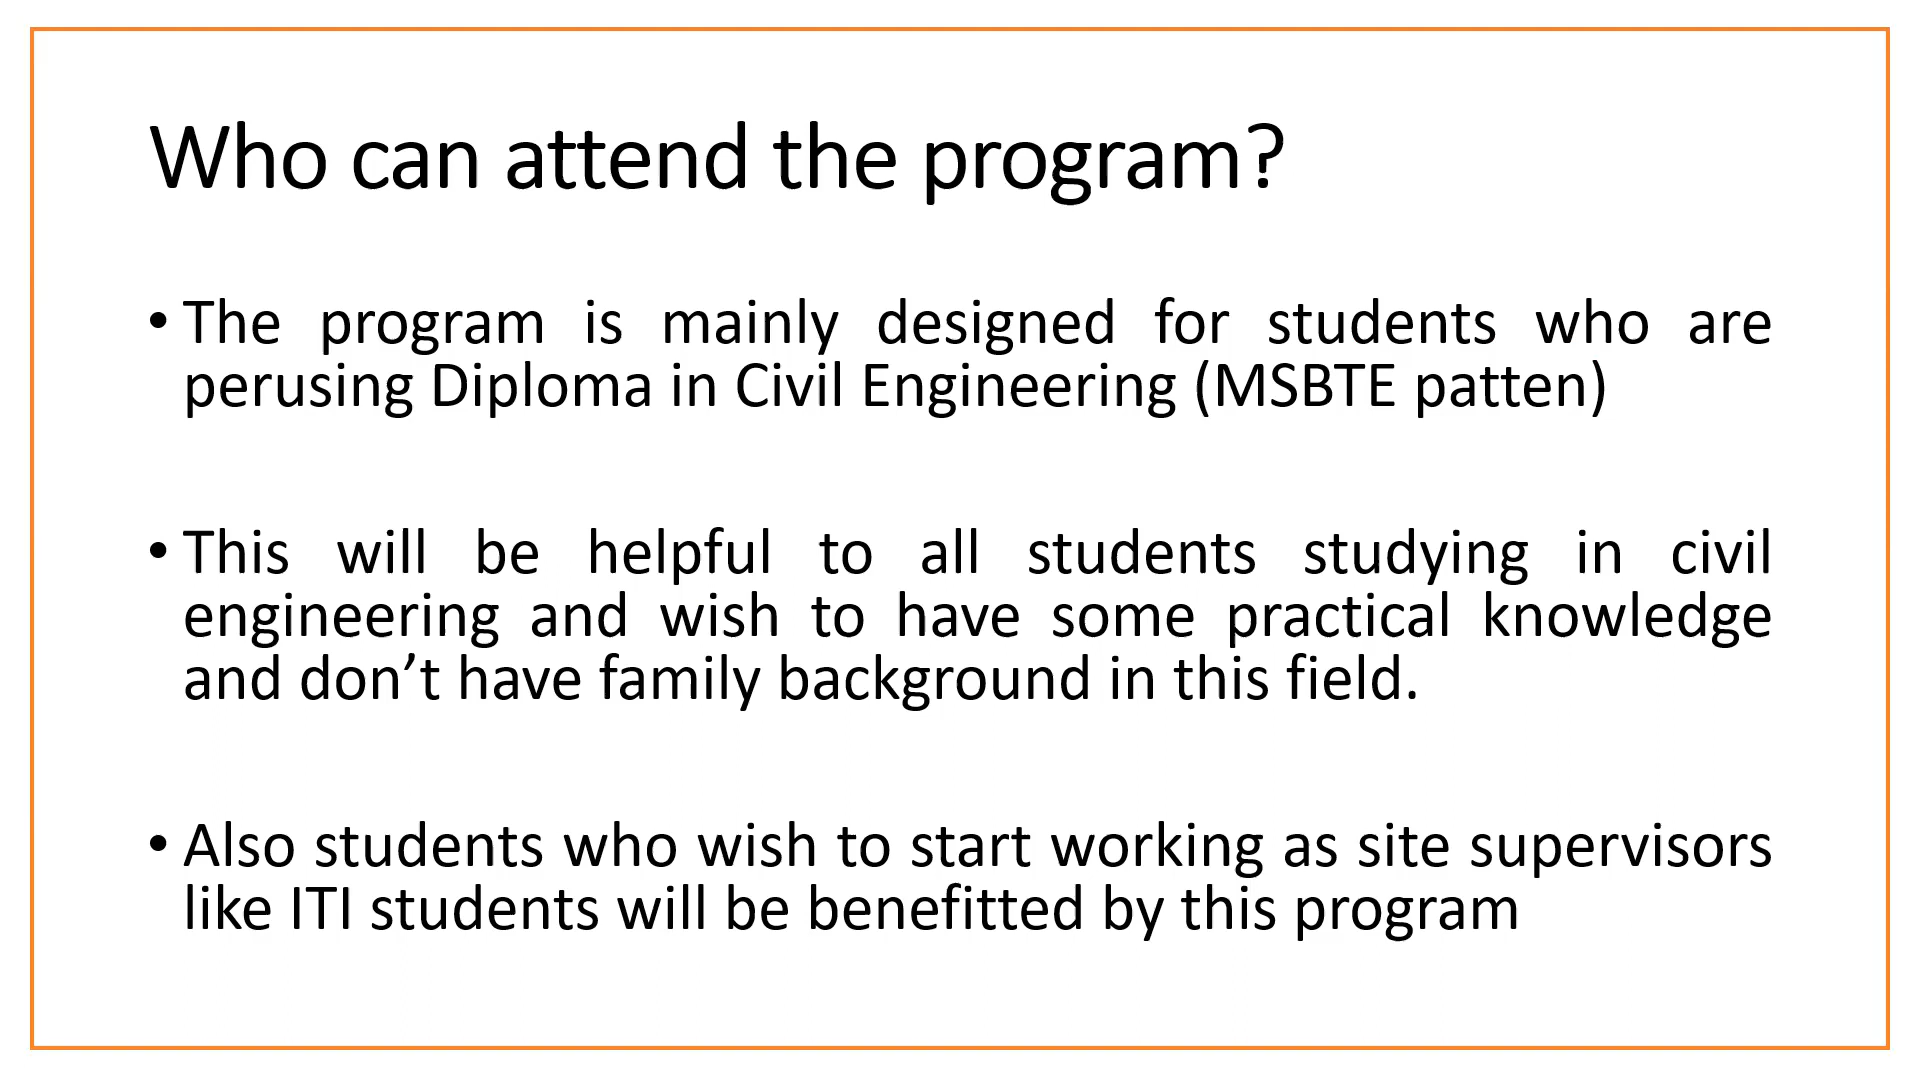 Who can attend the program?
• The program is mainly designed for students who are
perusing Diploma in Civil Engineering (MSBTE patten)
• This will be helpful to all students studying in civil
engineering and wish to have some practical knowledge
and don’t have family background in this field.
• Also students who wish to start working as site supervisors
like ITI students will be benefitted by this program